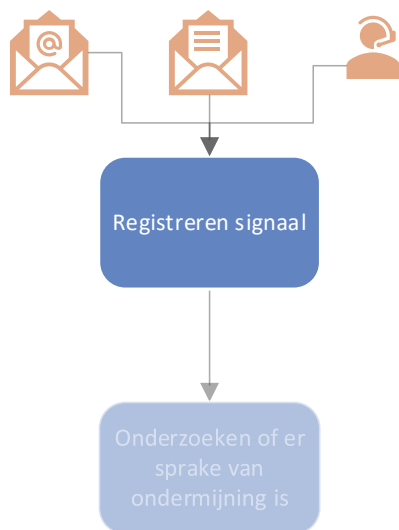 @
Registreren signaal
Onderzoeken of er
sprake van
ondermijning is